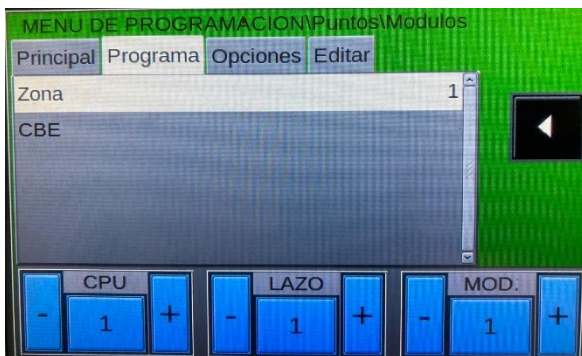 MENU DE PROGRAMACION\Puntos\Modulos
Principal Programa Opciones Editar
Zona 1
CBE
CPU LAZO MOD.
- 1 + - 1 + - 1 +